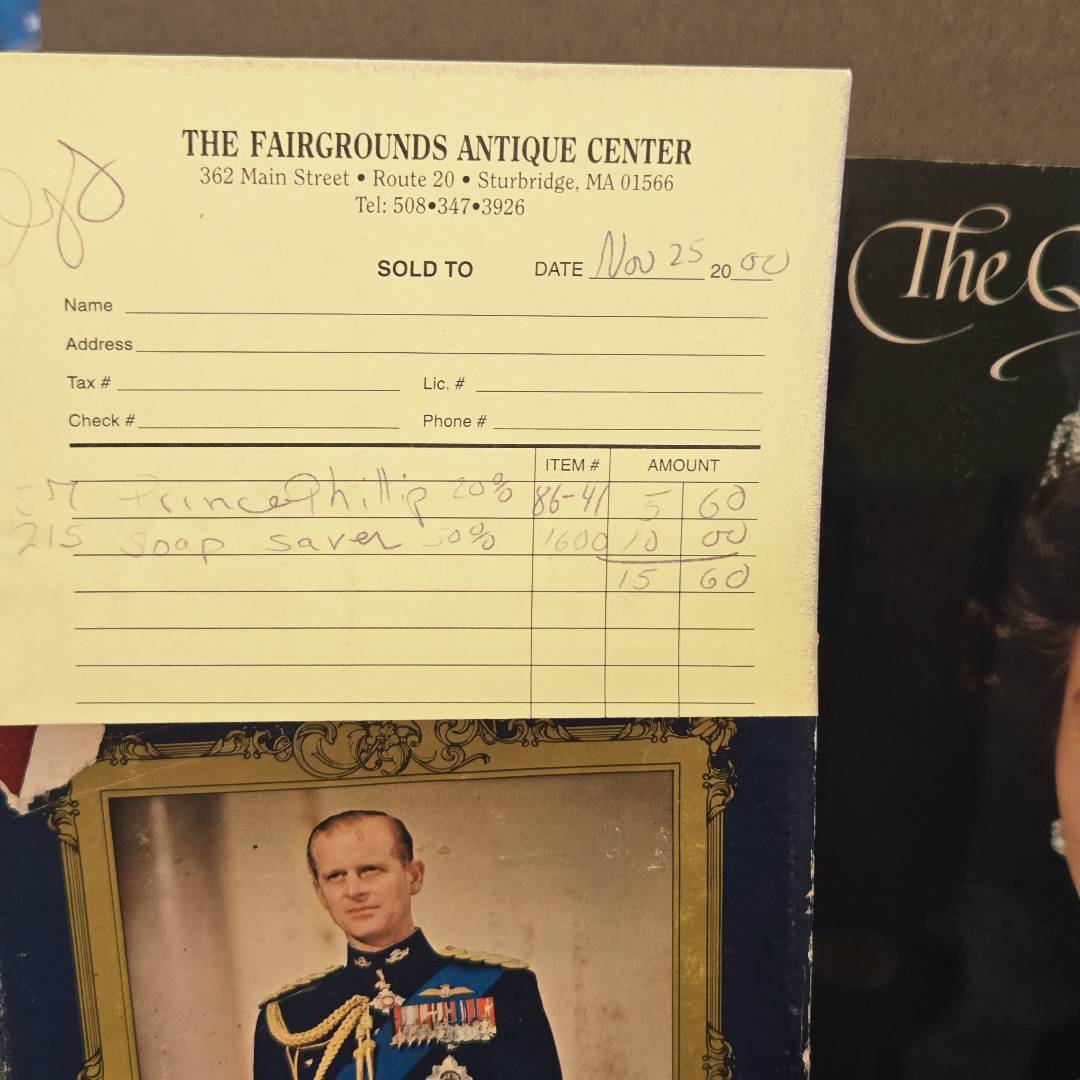 THE FAIRGROUNDS ANTIQUE CENTER
362 Main Street • Route 20 • Sturbridge, MA 01566
Tel: 508•347•3926
SOLD TO DATE Nov 25 20 00
Name
Address
Tax # Lic. #
Check # Phone #
ITEM # AMOUNT
Prince Phillip 20% 86-41 5 60
215 Soap saver 50% 1600 10 00
15 60
The